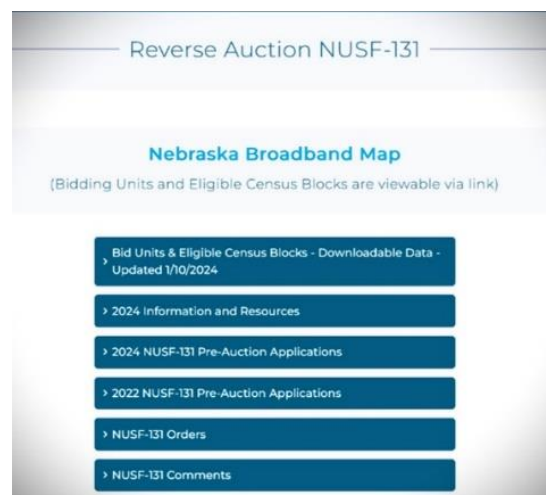 Reverse Auction NUSF-131
Nebraska Broadband Map
(Bidding Units and Eligible Census Blocks are viewable via link)
› Bid Units & Eligible Census Blocks - Downloadable Data -
Updated 1/10/2024
› 2024 Information and Resources
› 2024 NUSF-131 Pre-Auction Applications
› 2022 NUSF-131 Pre-Auction Applications
› NUSF-131 Orders
› NUSF-131 Comments